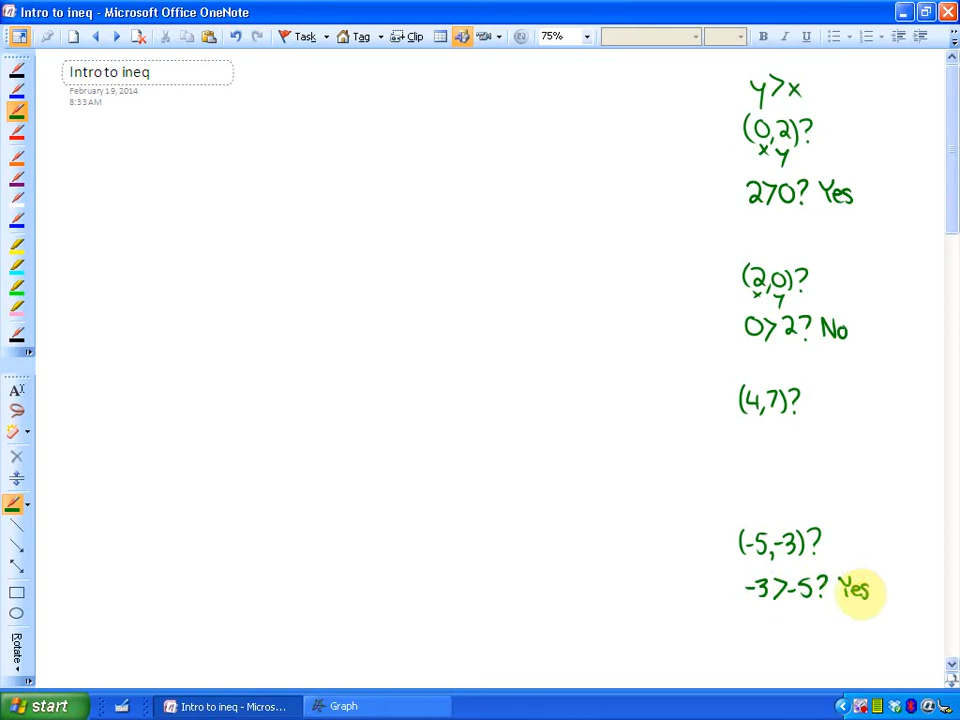 Intro to ineq - Microsoft Office OneNote
Task
Tag
Clip
75%
B I U
Intro to ineq
February 19, 2014
8:33 AM
y>x
(0,2)?
x y
2>0? Yes
(2,0)?
x y
0>2? No
(4,7)?
(-5,-3)?
-3>-5? Yes
Rotate
start
Intro to ineq - Micros...
Graph